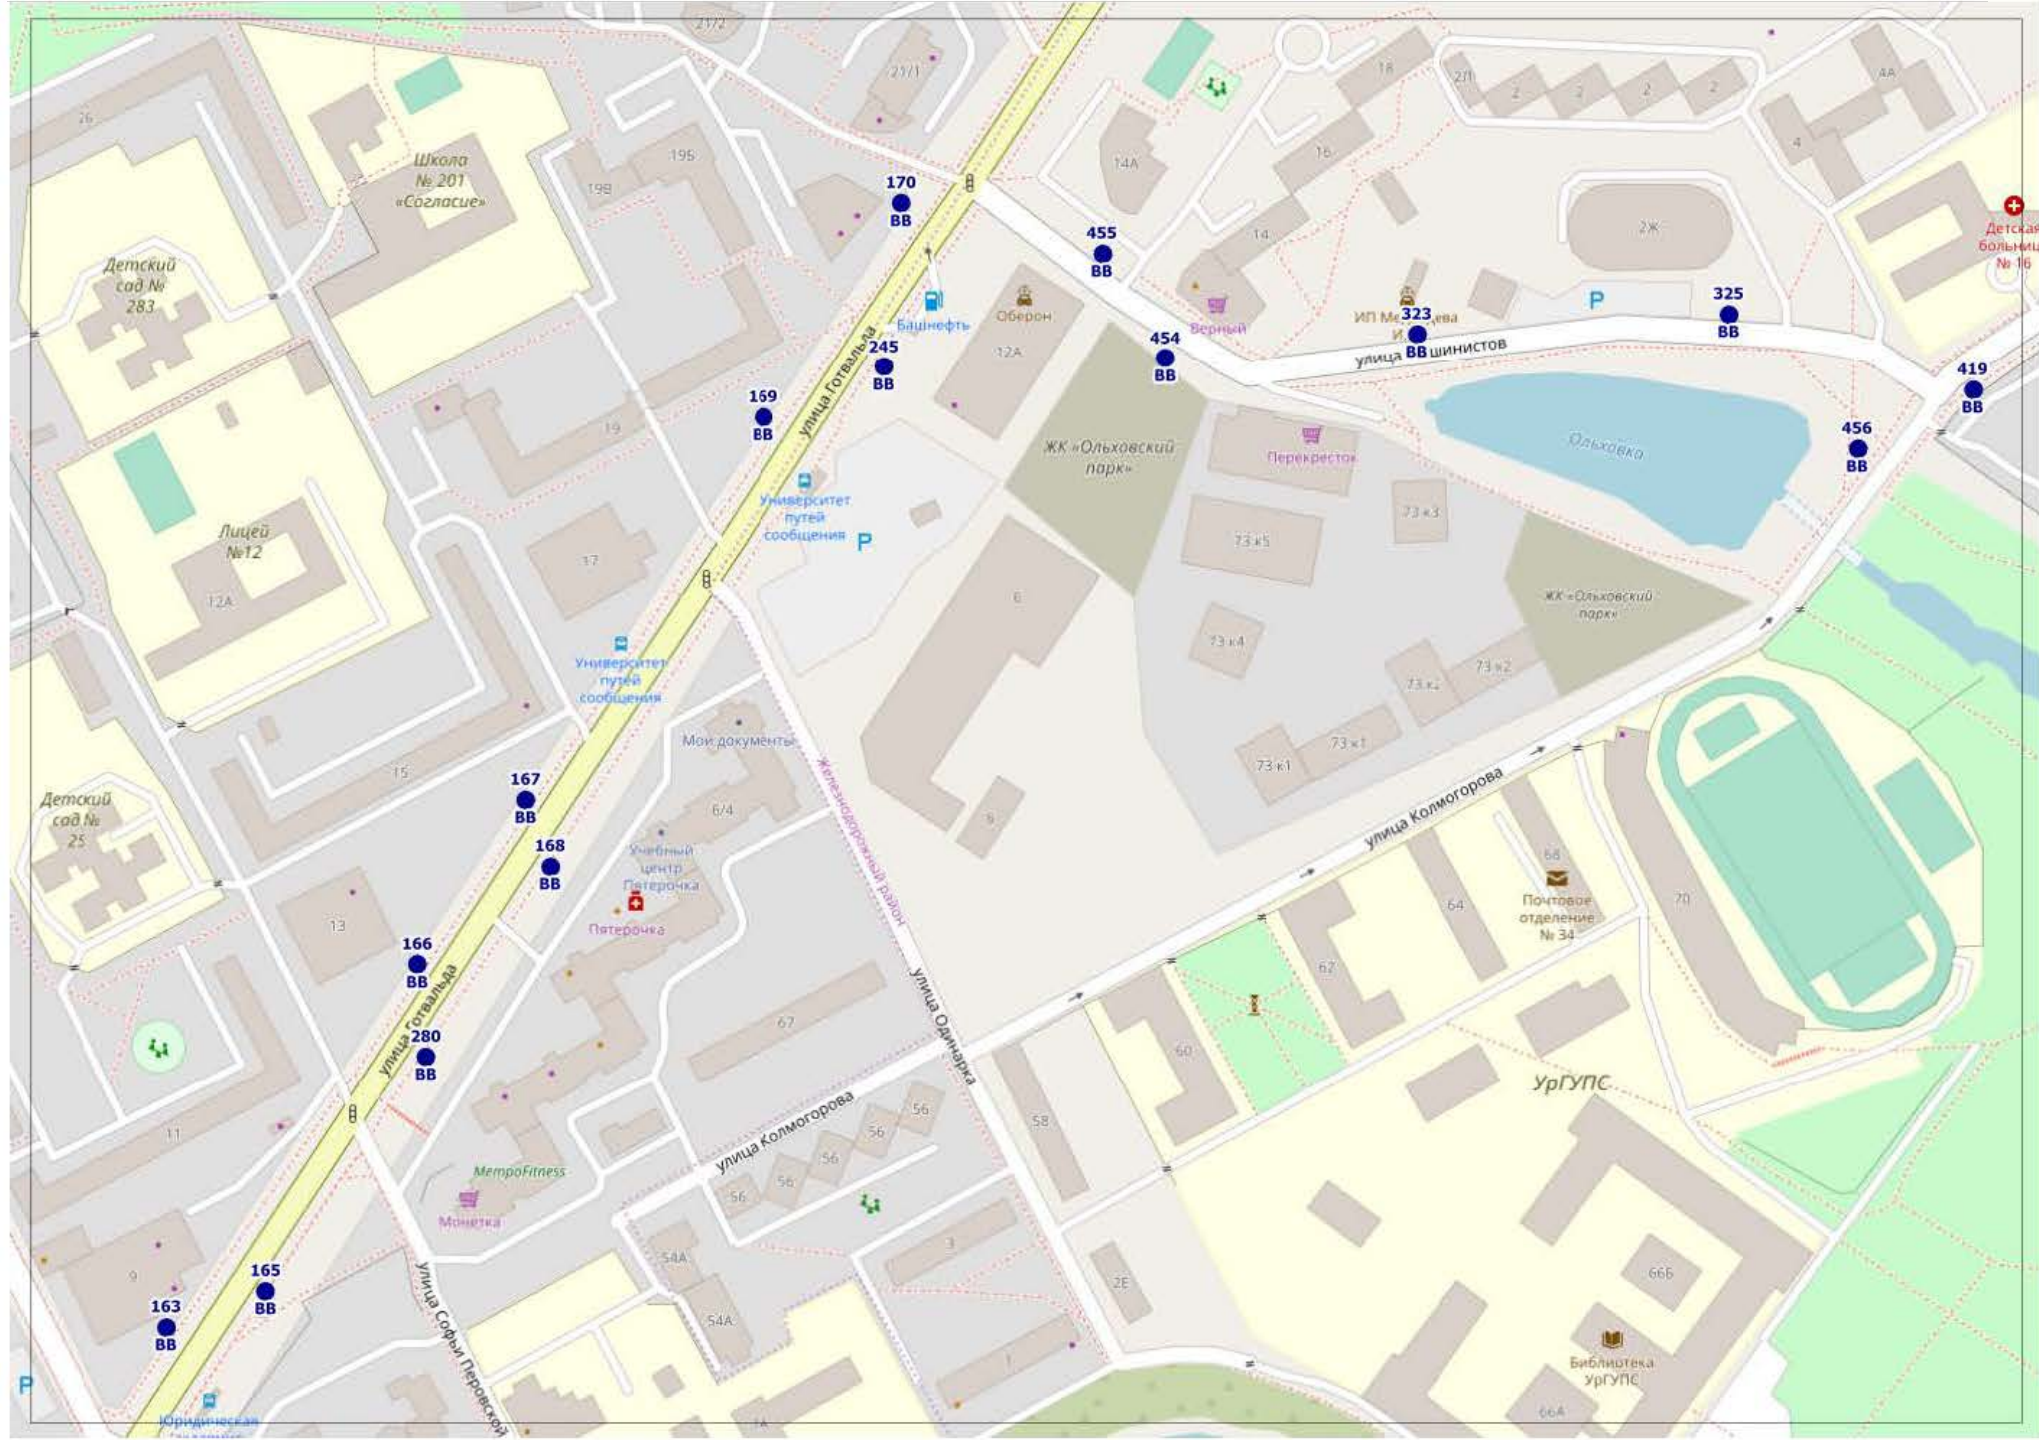 21/2
21/1
18
2Л
2
2
2
2
4А
26
Школа
№ 201
«Согласие»
19Б
19В
14А
16
4
170
ВВ
455
ВВ
14
2Ж
Детская
больниц
№ 16
Детский
сад №
283
Башнефть
Оберон
Верный
323
ВВ
325
ВВ
12А
245
ВВ
454
ВВ
улица
шинистов
419
ВВ
169
ВВ
улица Готвальда
19
ЖК «Ольховский
парк»
Перекресток
Ольховка
456
ВВ
Университет
путей
сообщения
P
P
73 к3
73 к5
Лицей
№12
12А
17
6
ЖК «Ольховский
парк»
73 к4
73 к2
Университет
путей
сообщения
Мои документы
73 к1
73 к1
15
167
ВВ
6/4
8
железнодорожный район
улица Колмогорова
Детский
сад №
25
168
ВВ
Учебный
центр
Пятерочка
Пятерочка
68
Почтовое
отделение
№ 34
64
70
13
166
ВВ
62
улица Готвальда
280
ВВ
67
улица Одинарка
60
УрГУПС
11
улица Колмогорова
56
56
56
56
56
58
МетроFitness
Монетка
3
54А
54А
2Е
66Б
9
165
ВВ
163
ВВ
улица Софьи Перовской
1
1А
Библиотека
УрГУПС
66А
P
Юридическая